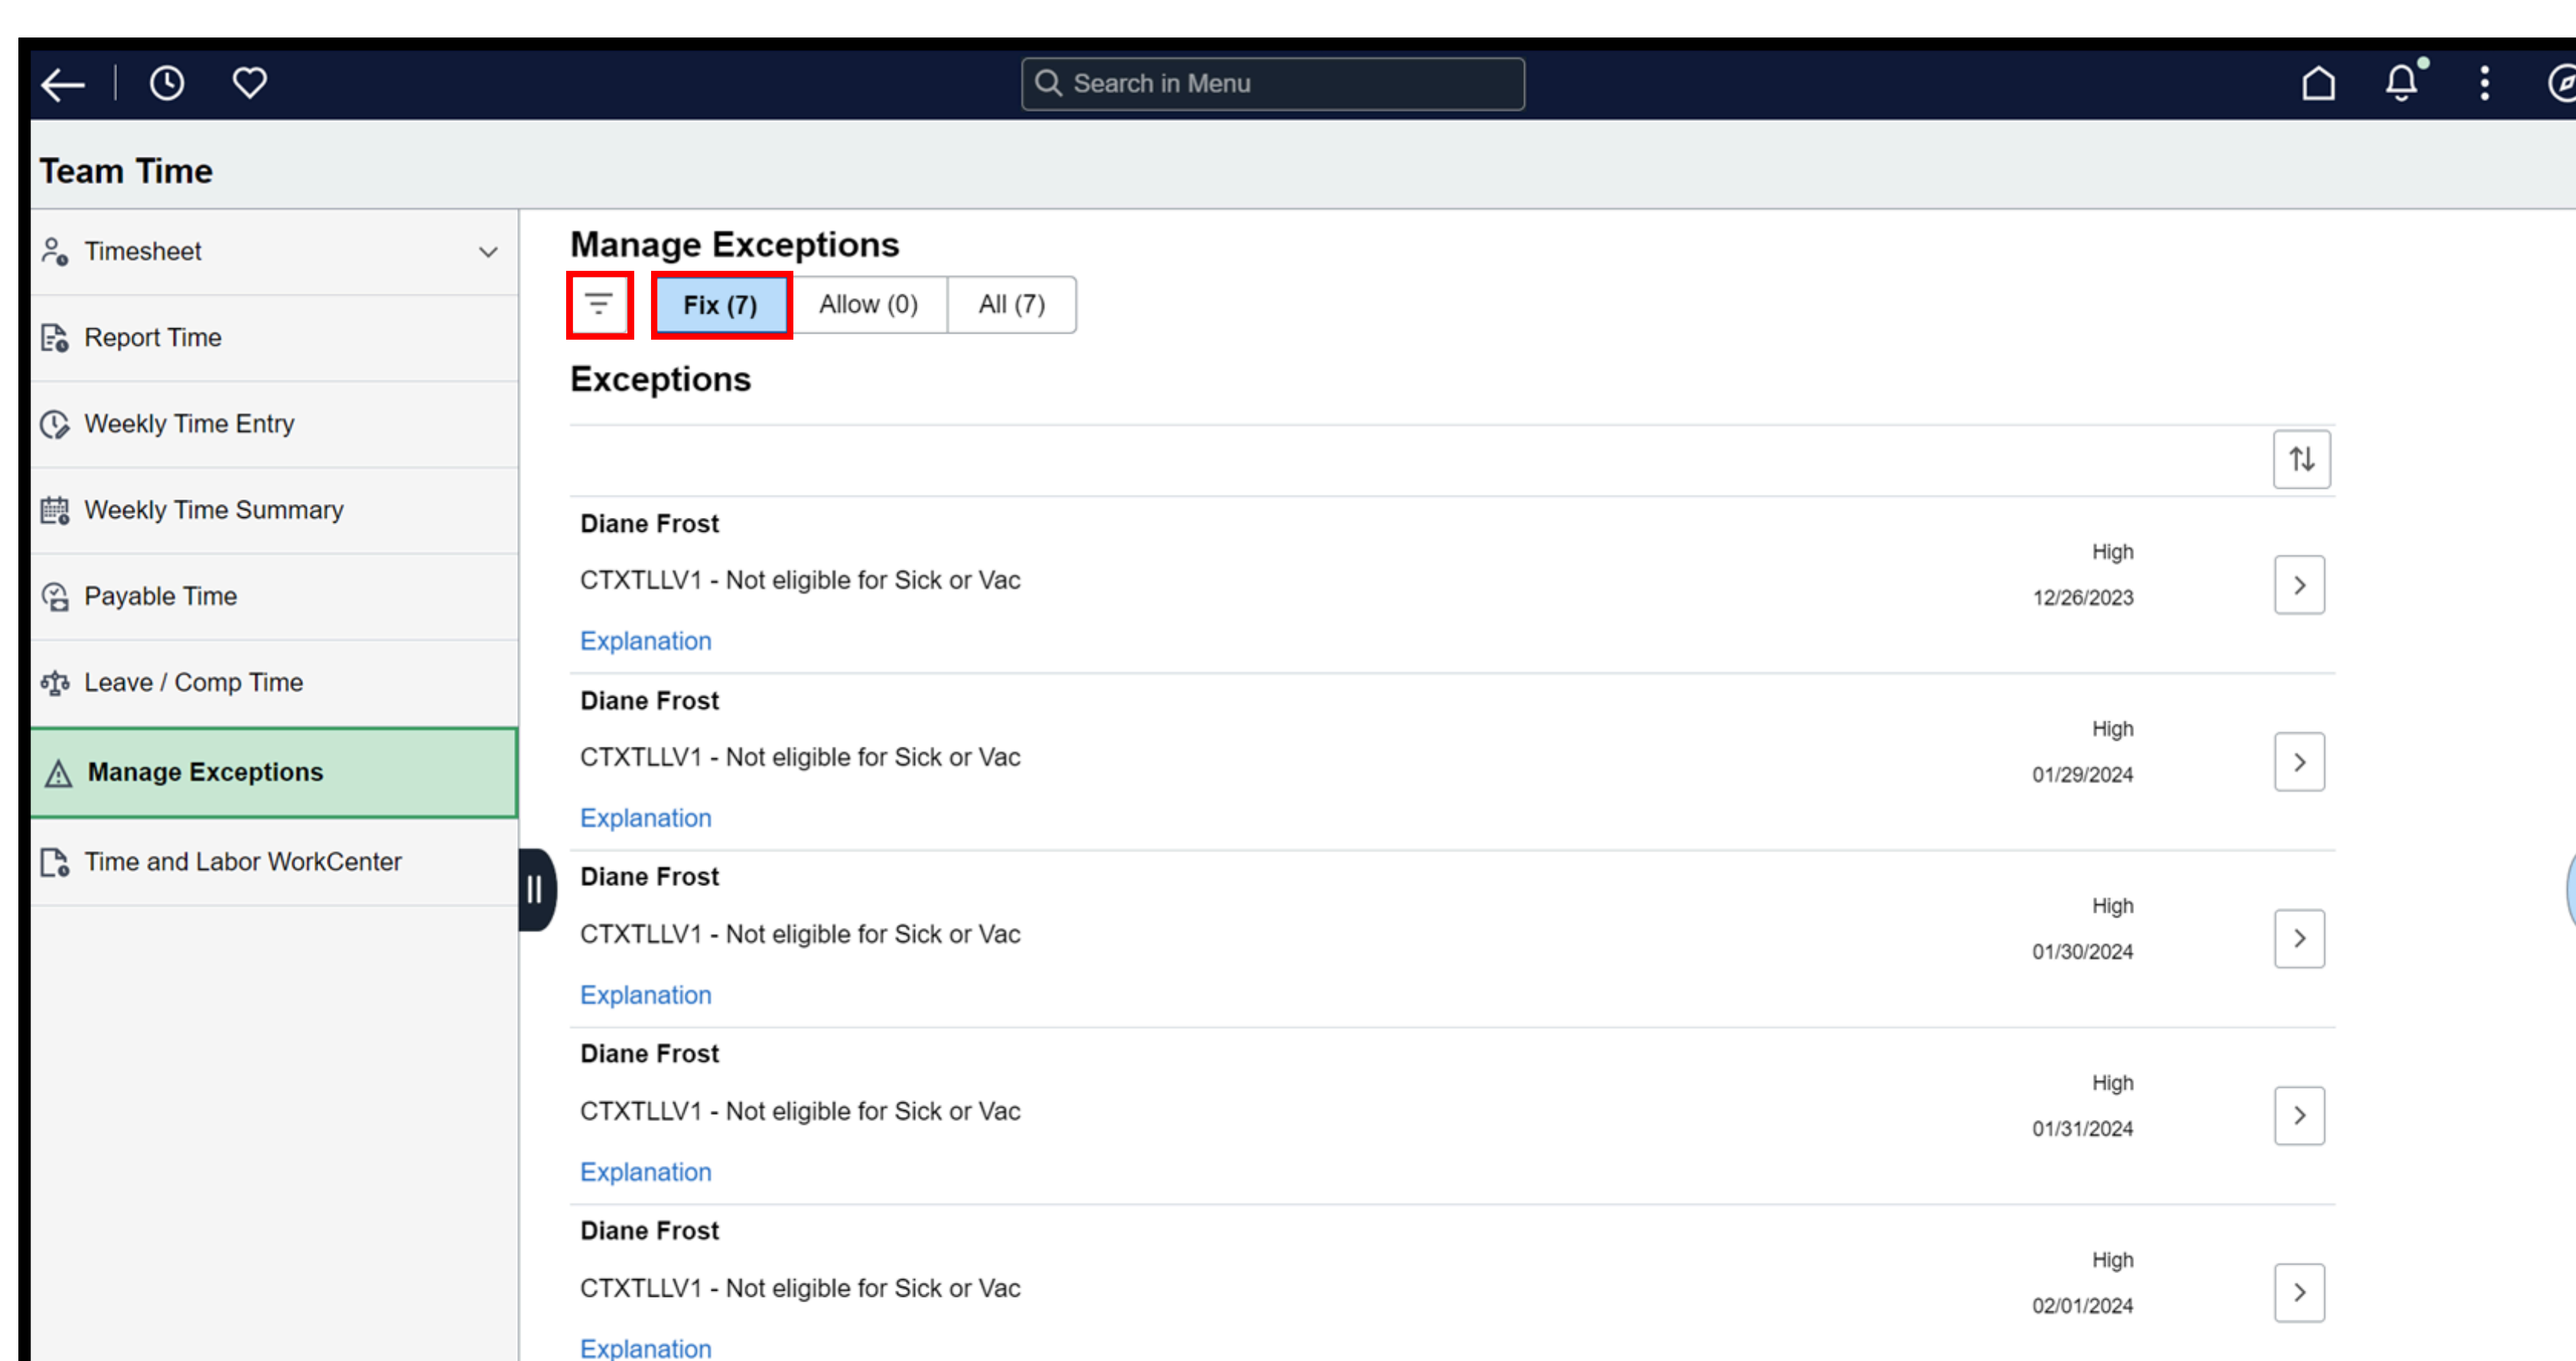 Search in Menu
Team Time
Timesheet
Report Time
Weekly Time Entry
Weekly Time Summary
Payable Time
Leave / Comp Time
Manage Exceptions
Time and Labor WorkCenter
Manage Exceptions
Fix (7) Allow (0) All (7)
Exceptions
Diane Frost
High
CTXTLLV1 - Not eligible for Sick or Vac
12/26/2023
Explanation
Diane Frost
High
CTXTLLV1 - Not eligible for Sick or Vac
01/29/2024
Explanation
Diane Frost
High
CTXTLLV1 - Not eligible for Sick or Vac
01/30/2024
Explanation
Diane Frost
High
CTXTLLV1 - Not eligible for Sick or Vac
01/31/2024
Explanation
Diane Frost
High
CTXTLLV1 - Not eligible for Sick or Vac
02/01/2024
Explanation